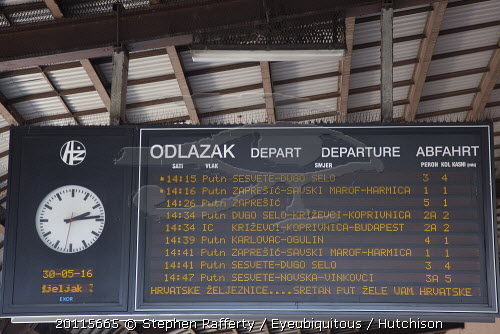 HŽ
ODLAZAK DEPART DEPARTURE ABFAHRT
SATI VLAK SMJER PERON KOL KASNI (min)
*14:15 Putn SESVETE-DUGO SELO 3 4
*14:16 Putn ZAPREŠIĆ-SAVSKI MAROF-HARMICA 1 1
14:26 Putn ZAPREŠIĆ 5 1
14:34 Putn DUGO SELO-KRIŽEVCI-KOPRIVNICA 2A 2
14:34 IC KRIŽEVCI-KOPRIVNICA-BUDAPEST 2A 2
14:39 Putn KARLOVAC-OGULIN 4 1
14:41 Putn ZAPREŠIĆ-SAVSKI MAROF-HARMICA 1 1
14:41 Putn SESVETE-DUGO SELO 3 4
14:47 Putn SESVETE-NOVSKA-VINKOVCI 3A 5
HRVATSKE ŽELJEZNICE....SRETAN PUT ŽELE VAM HRVATSKE
30-05-16
EXOR
20115665 © Stephen Rafferty / Eyeubiquitous / Hutchison